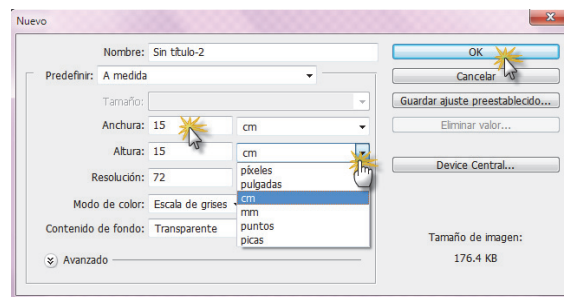 Nuevo
Nombre: Sin título-2
OK
Predefinir: A medida
Cancelar
Tamaño:
Guardar ajuste preestablecido...
Anchura: 15 cm
Eliminar valor...
Altura: 15 cm
Device Central...
píxeles
Resolución: 72
pulgadas
cm
Modo de color: Escala de grises
mm
Contenido de fondo: Transparente
puntos
picas
Tamaño de imagen:
Avanzado
176.4 KB